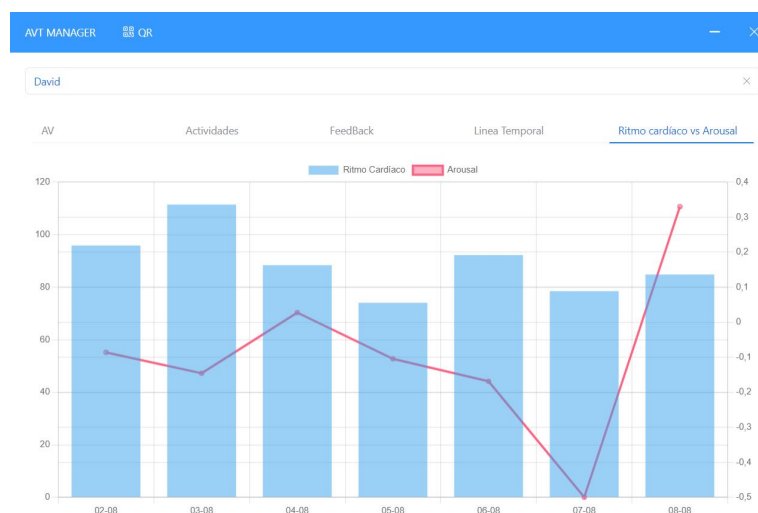 AVT MANAGER QR
David
AV Actividades FeedBack Linea Temporal Ritmo cardíaco vs Arousal
Ritmo Cardíaco Arousal
120 0,4
0,3
100
0,2
80 0,1
0
60
-0,1
40
-0,2
-0,3
20
-0,4
0 -0,5
02-08 03-08 04-08 05-08 06-08 07-08 08-08